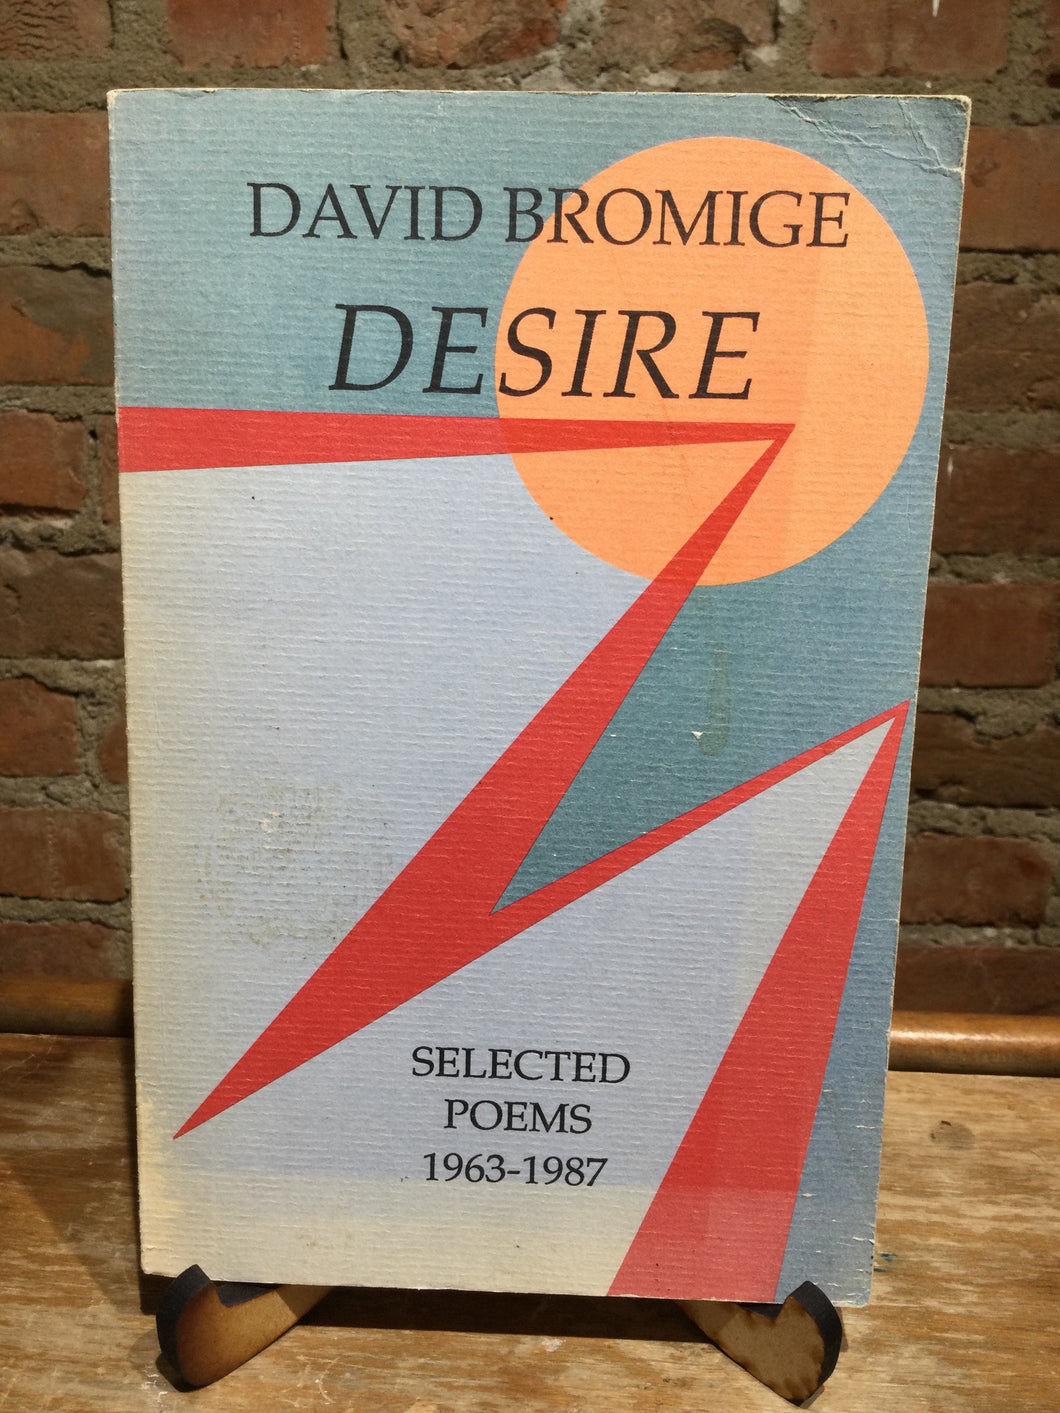 DAVID BROMIGE
DESIRE
SELECTED
POEMS
1963-1987